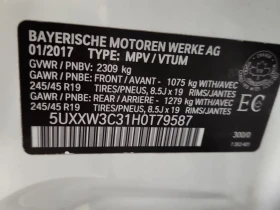 BAYERISCHE MOTOREN WERKE AG
01/2017 TYPE: MPV / VTUM
GVWR / PNBV: 2309 kg
GAWR / PNBE: FRONT / AVANT - 1075 kg WITH/AVEC
245/45 R19 TIRES/PNEUS, 8.5J x 19 RIMS/JANTES
GAWR / PNBE: REAR / ARRIERE - 1279 kg WITH/AVEC
245/45 R19 TIRES/PNEUS, 8.5J x 19 RIMS/JANTES
EC
5UXXW3C31H0T79587
300/0